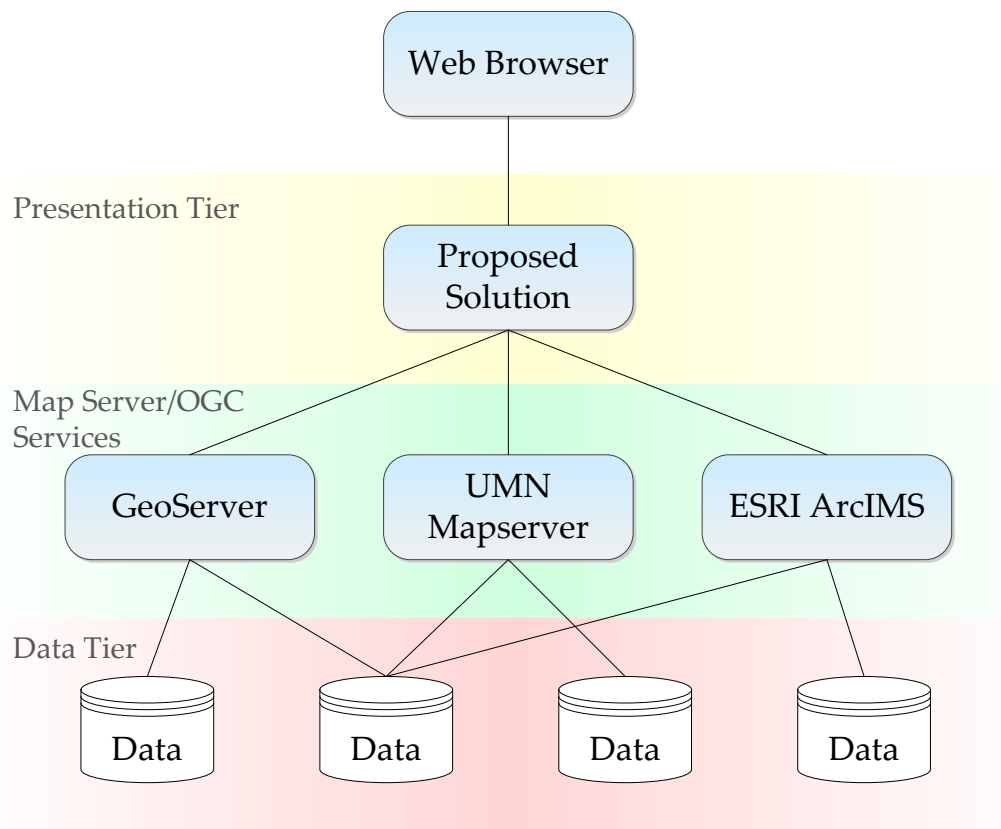 Web Browser
Presentation Tier
Proposed
Solution
Map Server/OGC
Services
GeoServer
UMN
Mapserver
ESRI ArcIMS
Data Tier
Data
Data
Data
Data